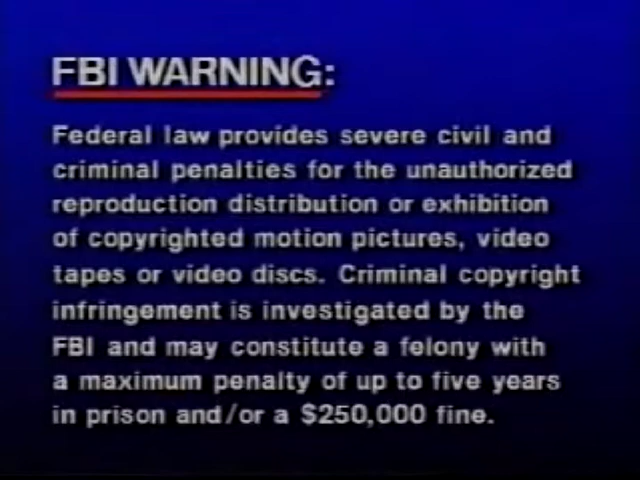 FBI WARNING:
Federal law provides severe civil and
criminal penalties for the unauthorized
reproduction distribution or exhibition
of copyrighted motion pictures, video
tapes or video discs. Criminal copyright
infringement is investigated by the
FBI and may constitute a felony with
a maximum penalty of up to five years
in prison and/or a $250,000 fine.